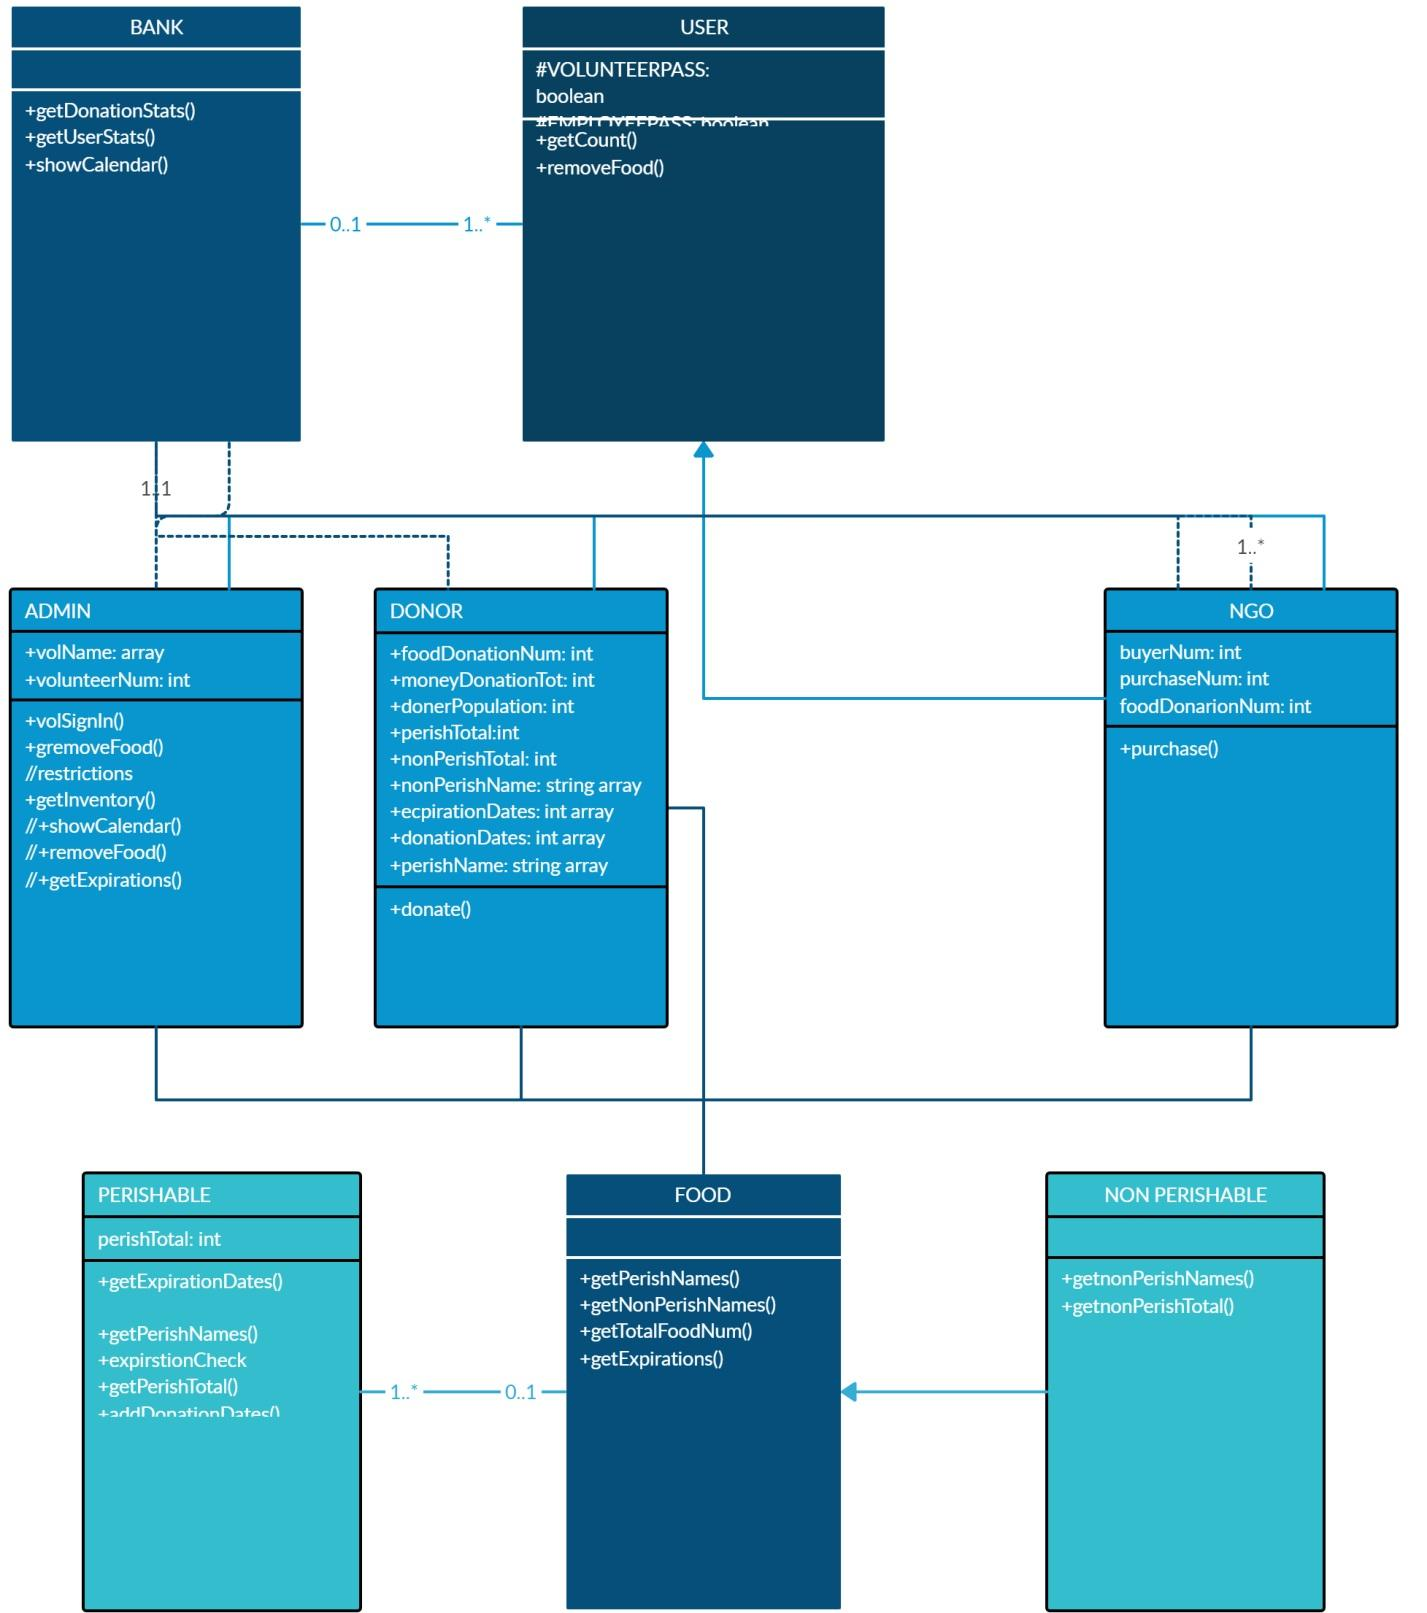 BANK
+getDonationStats()
+getUserStats()
+showCalendar()
USER
#VOLUNTEERPASS:
boolean
#EMPLOYEEPASS: boolean
+getCount()
+removeFood()
0..1
1..*
1..1
1..*
ADMIN
+volName: array
+volunteerNum: int
+volSignIn()
+gremoveFood()
//restrictions
+getInventory()
//+showCalendar()
//+removeFood()
//+getExpirations()
DONOR
+foodDonationNum: int
+moneyDonationTot: int
+donerPopulation: int
+perishTotal:int
+nonPerishTotal: int
+nonPerishName: string array
+ecpirationDates: int array
+donationDates: int array
+perishName: string array
+donate()
NGO
buyerNum: int
purchaseNum: int
foodDonarionNum: int
+purchase()
PERISHABLE
perishTotal: int
+getExpirationDates()
+getPerishNames()
+expirstionCheck
+getPerishTotal()
+addDonationDates()
1..*
0..1
FOOD
+getPerishNames()
+getNonPerishNames()
+getTotalFoodNum()
+getExpirations()
NON PERISHABLE
+getnonPerishNames()
+getnonPerishTotal()